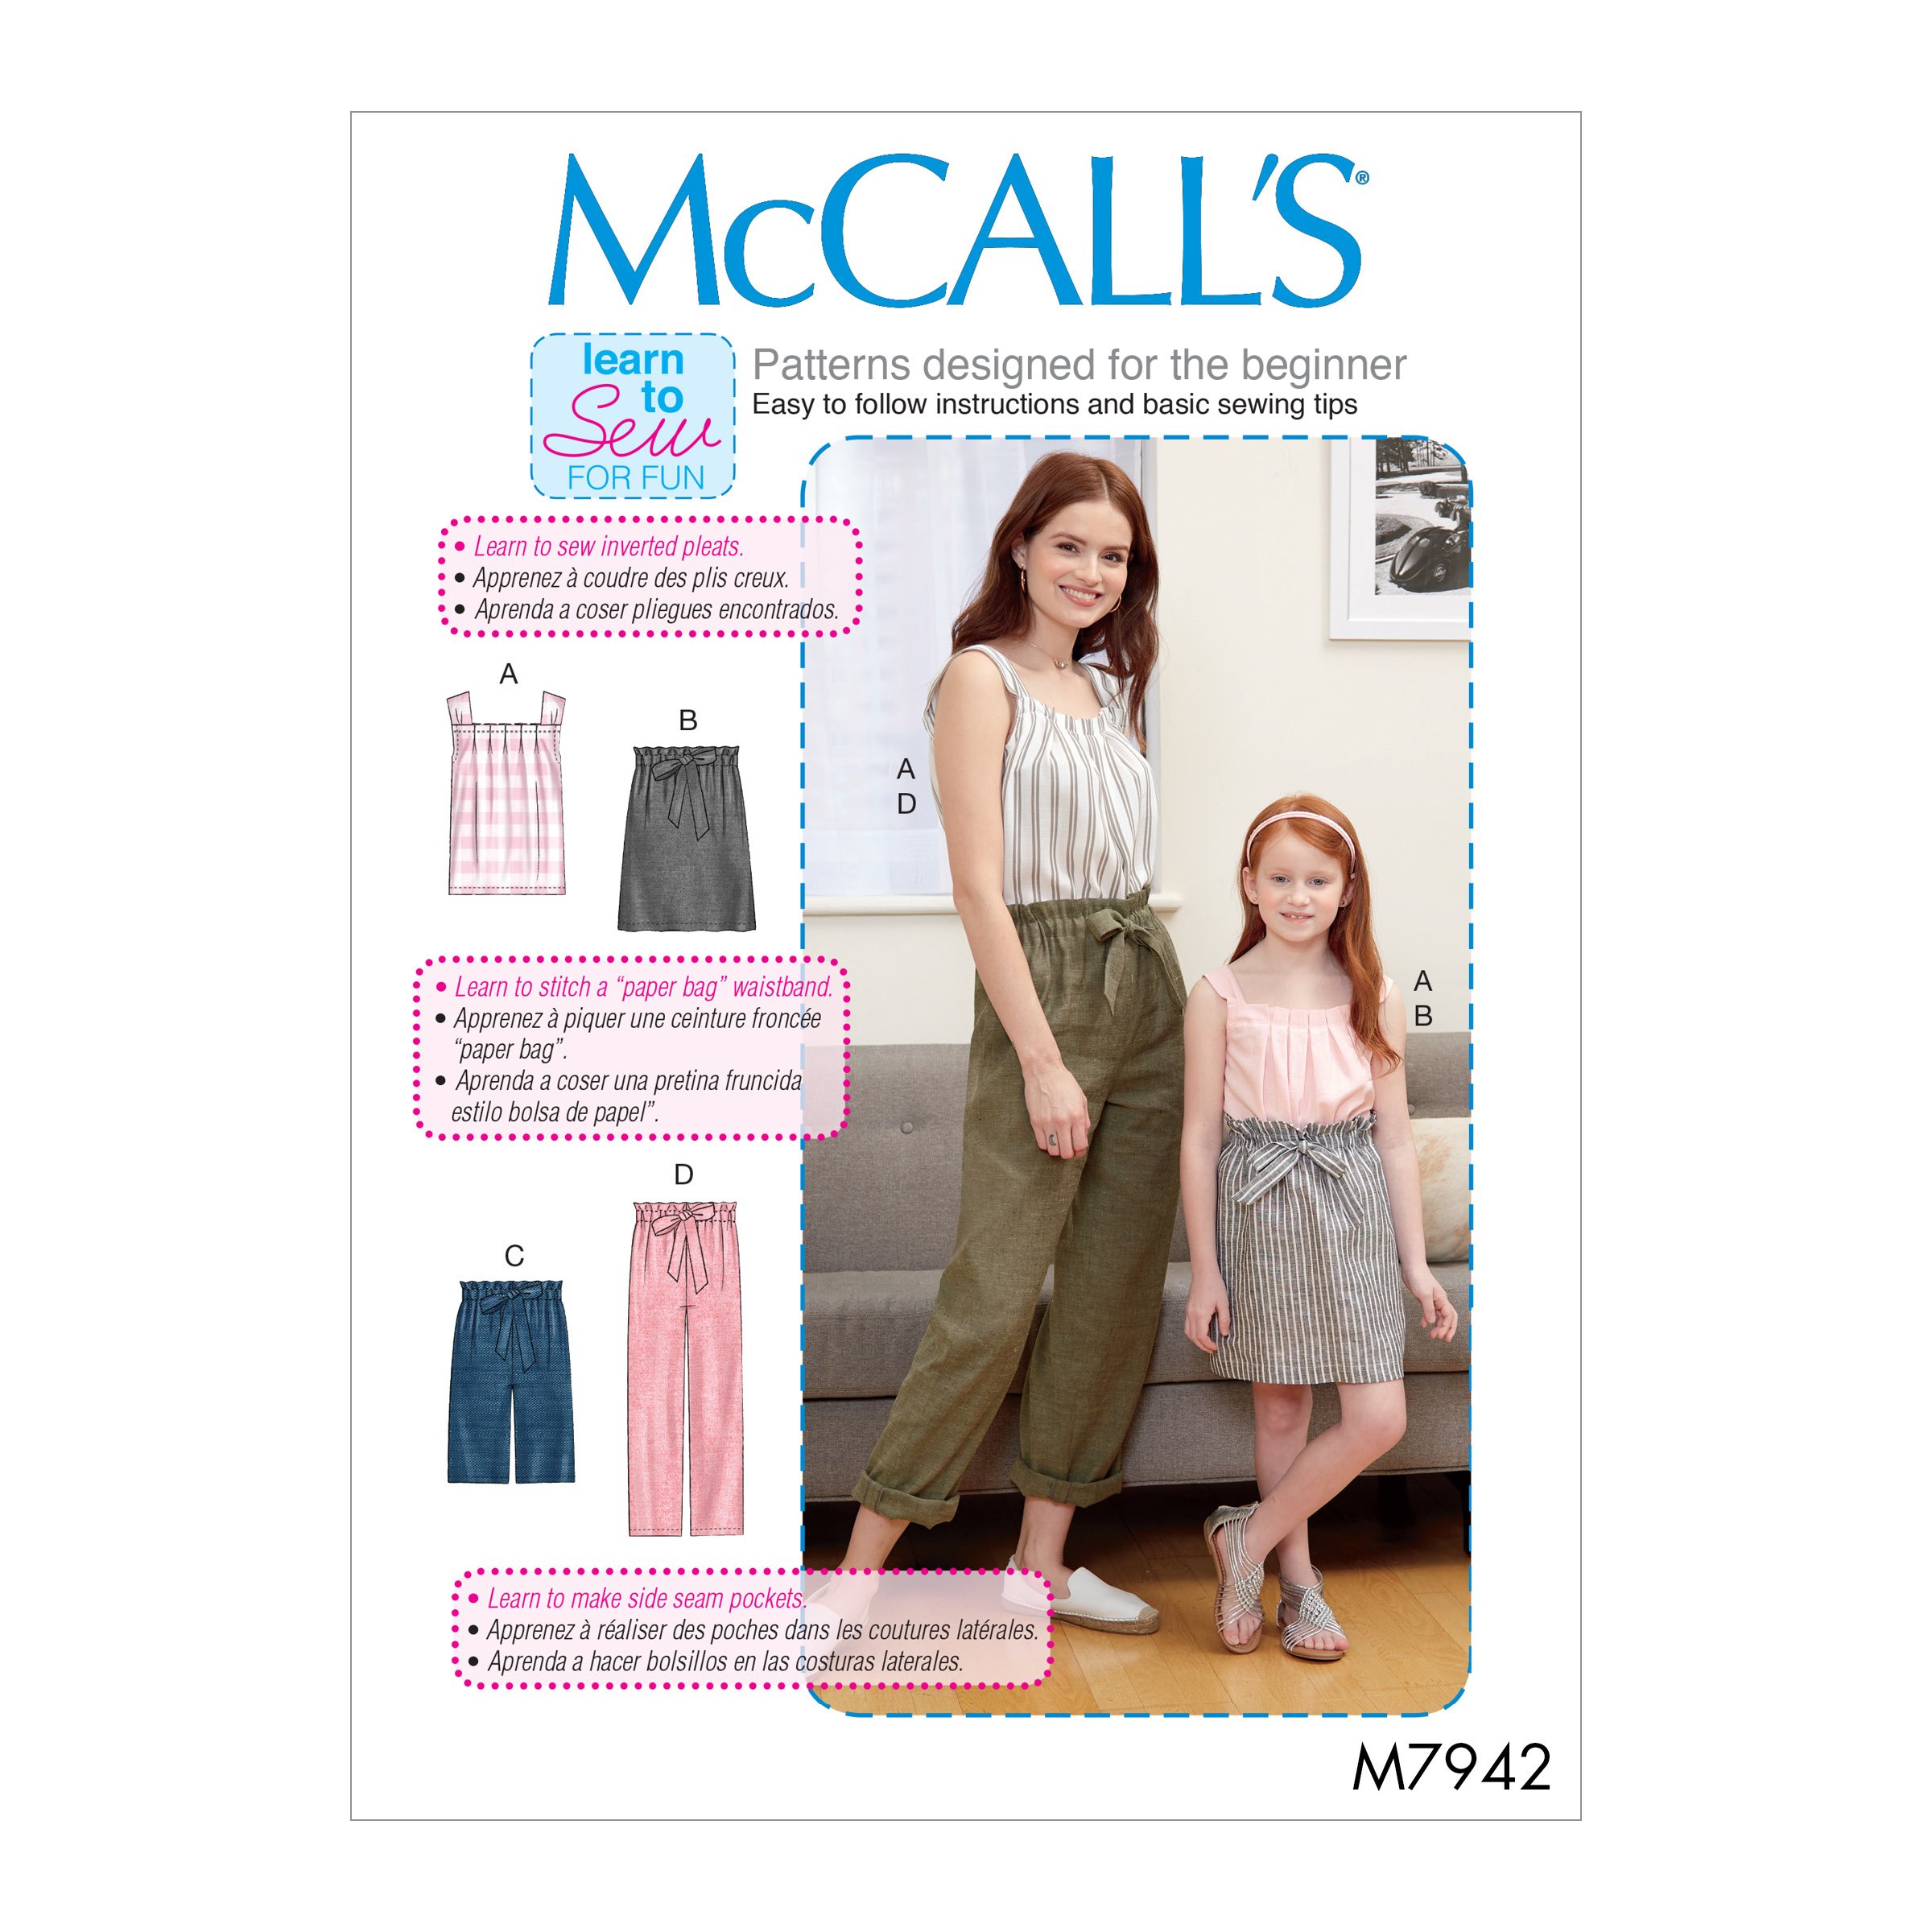 McCALL'S®
learn
to
Sew
FOR FUN
Patterns designed for the beginner
Easy to follow instructions and basic sewing tips
• Learn to sew inverted pleats.
• Apprenez à coudre des plis creux.
• Aprenda a coser pliegues encontrados.
A
B
A
D
A
B
• Learn to stitch a “paper bag” waistband.
• Apprenez à piquer une ceinture froncée
“paper bag”.
• Aprenda a coser una pretina fruncida
estilo bolsa de papel”.
D
C
• Learn to make side seam pockets.
• Apprenez à réaliser des poches dans les coutures latérales.
• Aprenda a hacer bolsillos en las costuras laterales.
M7942